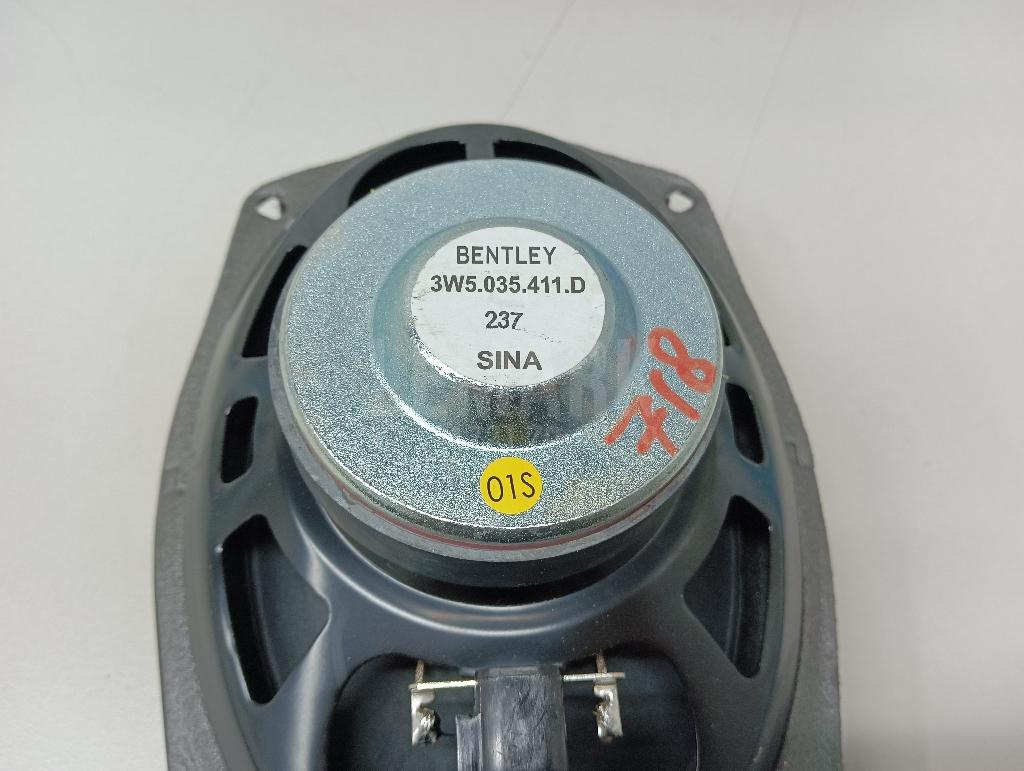 BENTLEY
3W5.035.411.D
237
SINA
718
01S